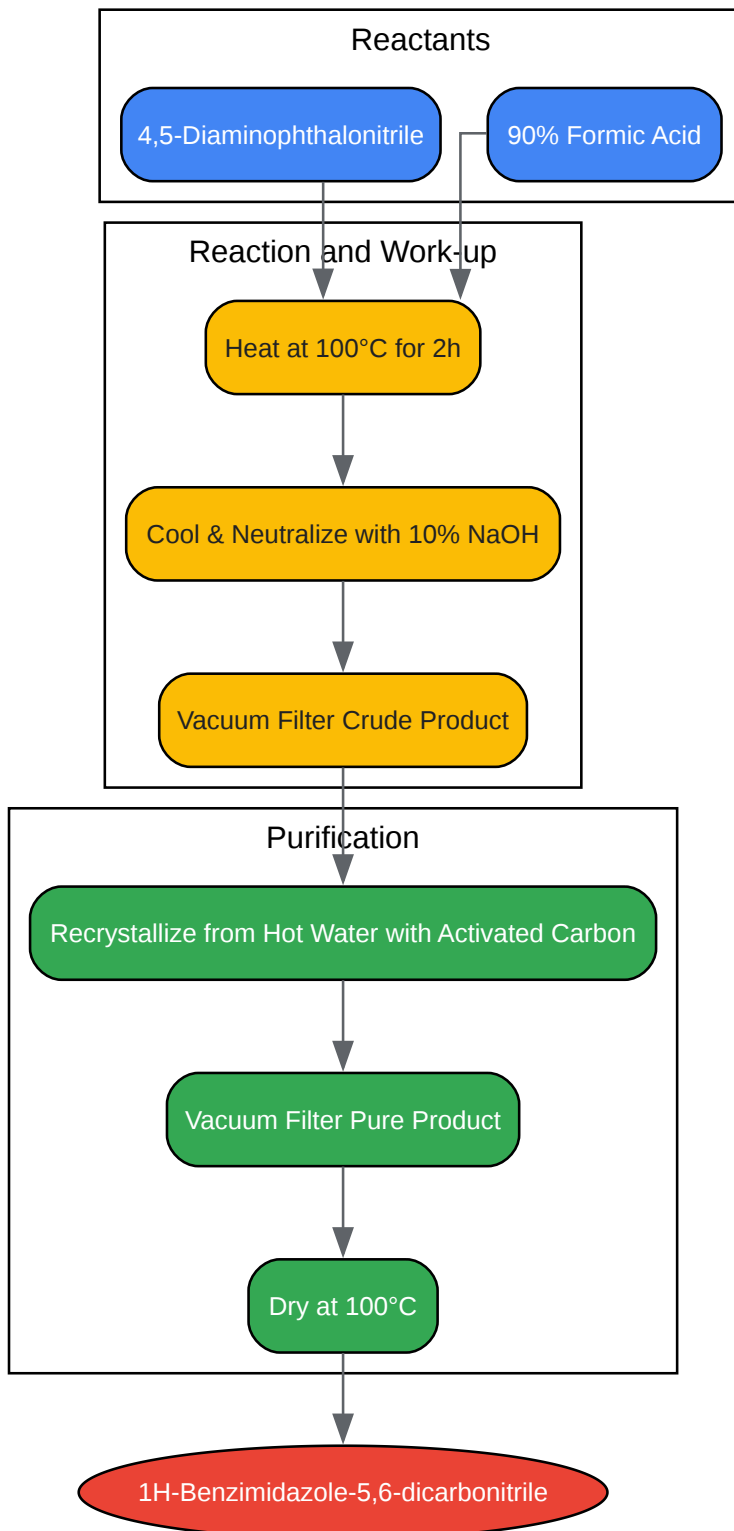 Reactants
4,5-Diaminophthalonitrile
90% Formic Acid
Reaction and Work-up
Heat at 100°C for 2h
Cool & Neutralize with 10% NaOH
Vacuum Filter Crude Product
Purification
Recrystallize from Hot Water with Activated Carbon
Vacuum Filter Pure Product
Dry at 100°C
1H-Benzimidazole-5,6-dicarbonitrile